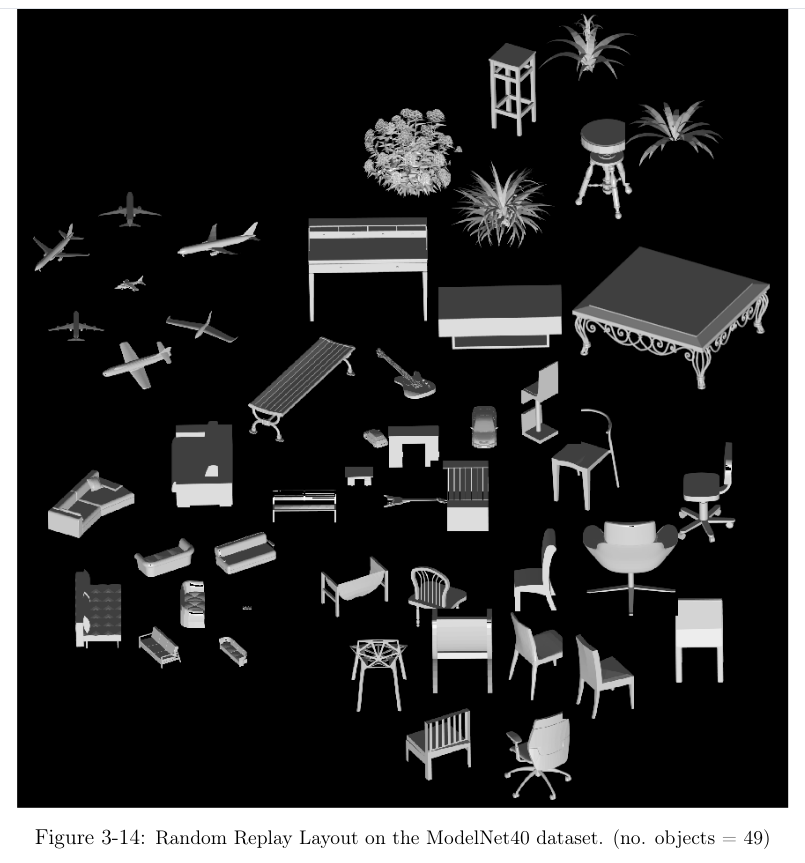 Figure 3-14: Random Replay Layout on the ModelNet40 dataset. (no. objects = 49)